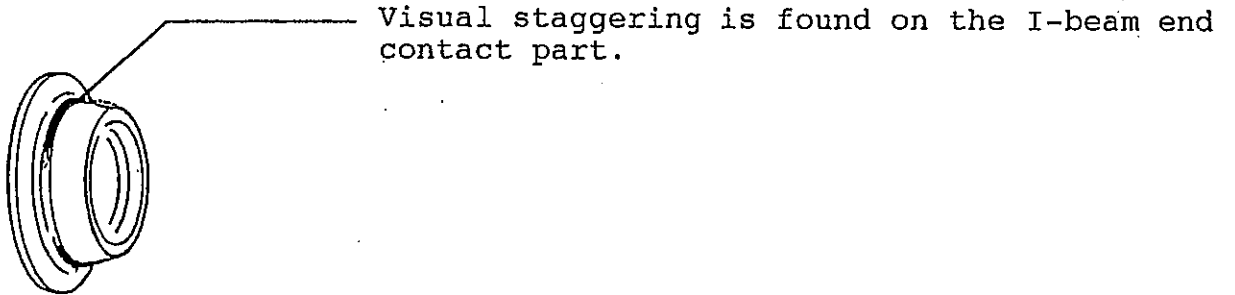 Visual staggering is found on the I-beam end
contact part.